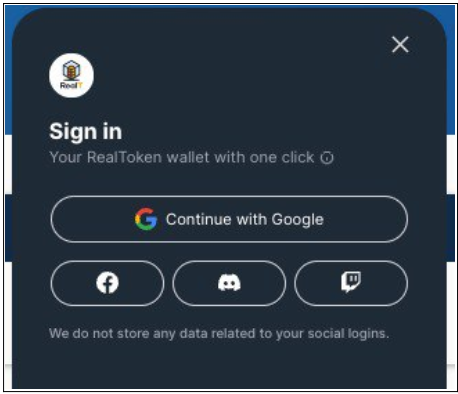 RealT
Sign in
Your RealToken wallet with one click
Continue with Google
We do not store any data related to your social logins.